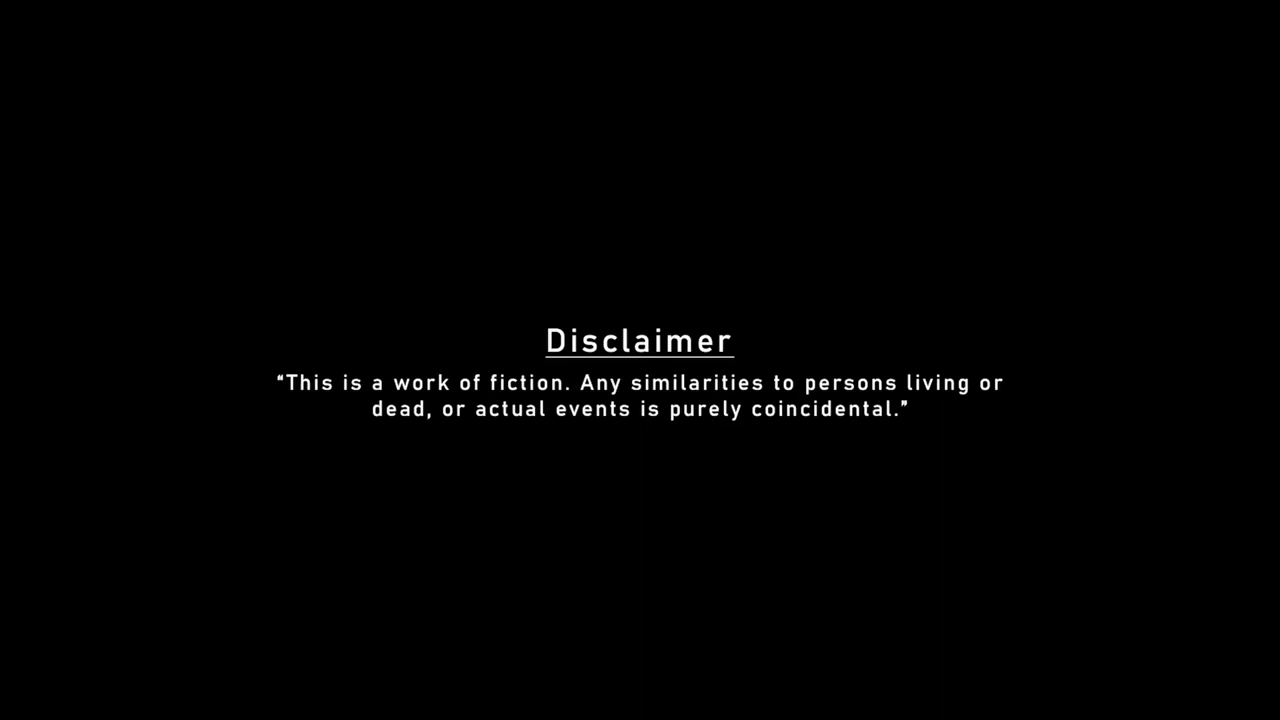 Disclaimer
“This is a work of fiction. Any similarities to persons living or
dead, or actual events is purely coincidental.”